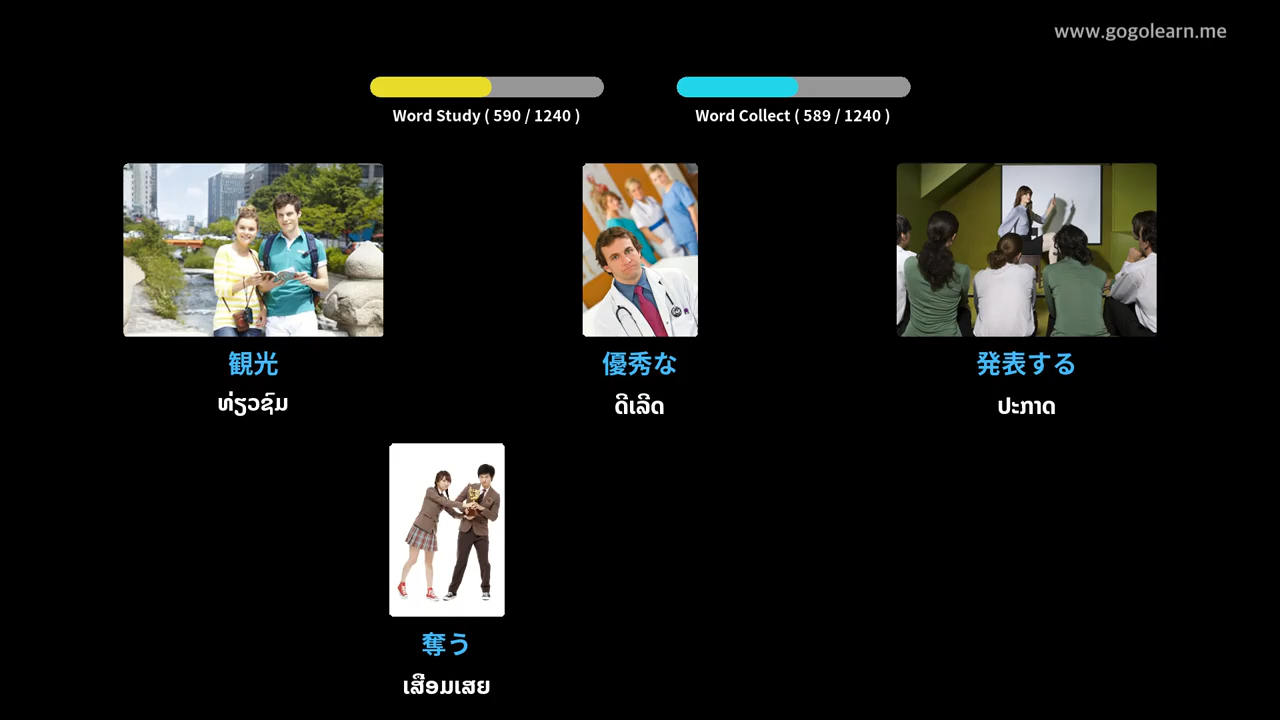 www.gogolearn.me
Word Study ( 590 / 1240 )
Word Collect ( 589 / 1240 )
観光
ທ່ຽວຊົມ
優秀な
ດີເລີດ
発表する
ປະກາດ
奪う
ເສື່ອມເສຍ